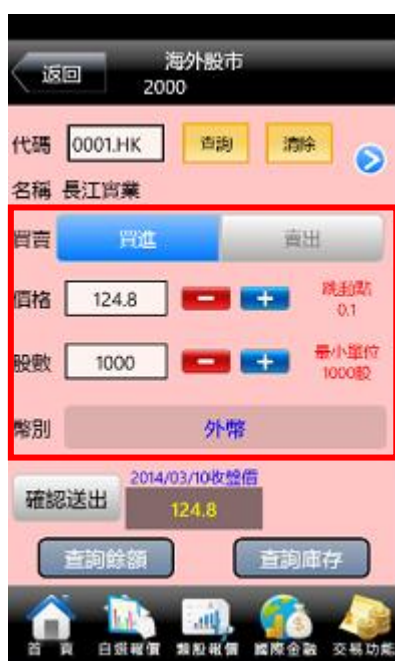 返回
海外股市
2000
代碼 0001.HK 查詢 清除
名稱 長江實業
買賣 買進 賣出
價格 124.8 跳動點
0.1
股數 1000 最小單位
1000股
幣別 外幣
2014/03/10收盤價
確認送出 124.8
查詢餘額 查詢庫存
首頁 自選報價 類股報價 國際金融 交易功能